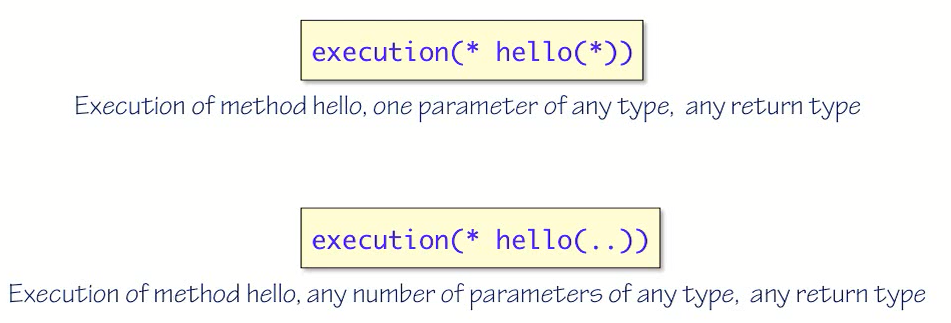 execution(* hello(*))
Execution of method hello, one parameter of any type, any return type
execution(* hello(..))
Execution of method hello, any number of parameters of any type, any return type